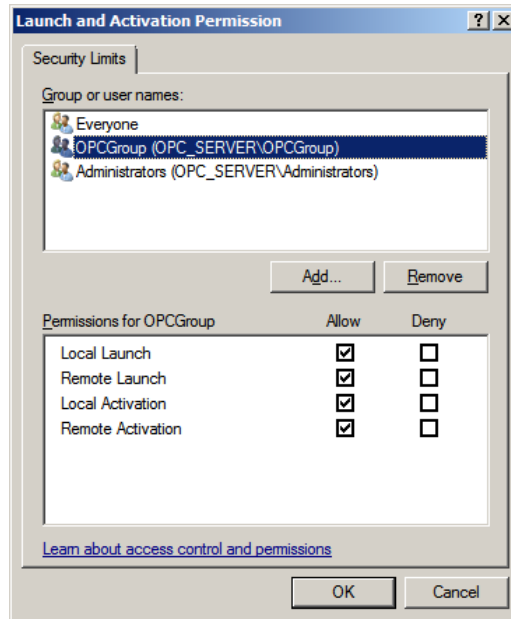 Launch and Activation Permission
Security Limits
Group or user names:
Everyone
OPCGroup (OPC_SERVER\OPCGroup)
Administrators (OPC_SERVER\Administrators)
Add... Remove
Permissions for OPCGroup Allow Deny
Local Launch
Remote Launch
Local Activation
Remote Activation
Learn about access control and permissions
OK Cancel